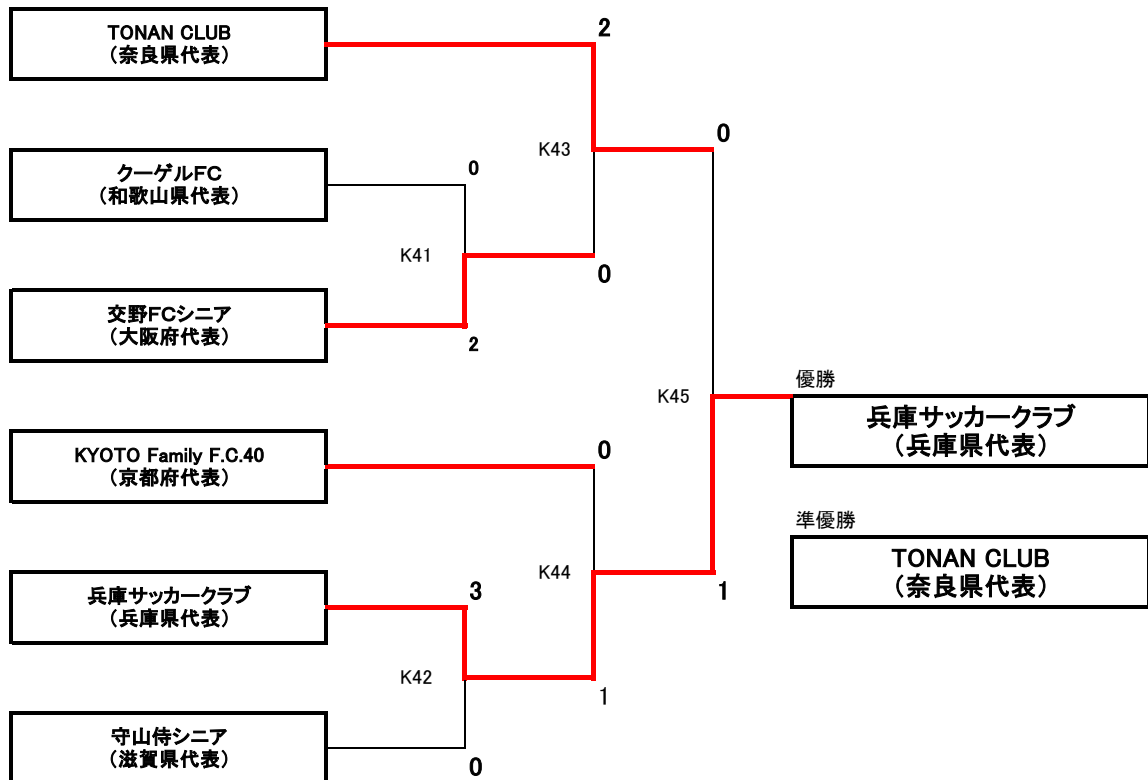 TONAN CLUB
（奈良県代表）
2
K43
0
クーゲルFC
（和歌山県代表）
0
K41
0
交野FCシニア
（大阪府代表）
2
優勝
K45
兵庫サッカークラブ
（兵庫県代表）
KYOTO Family F.C.40
（京都府代表）
0
準優勝
TONAN CLUB
（奈良県代表）
K44
1
兵庫サッカークラブ
（兵庫県代表）
3
K42
1
守山侍シニア
（滋賀県代表）
0